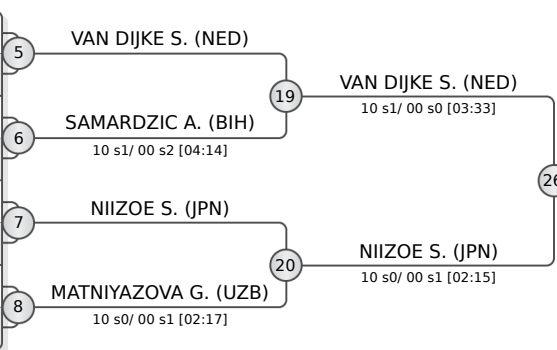 5
VAN DIJKE S. (NED)
19
VAN DIJKE S. (NED)
10 s1/ 00 s0 [03:33]
6
SAMARDZIC A. (BIH)
10 s1/ 00 s2 [04:14]
26
7
NIIZOE S. (JPN)
20
NIIZOE S. (JPN)
10 s0/ 00 s1 [02:15]
8
MATNIYAZOVA G. (UZB)
10 s0/ 00 s1 [02:17]